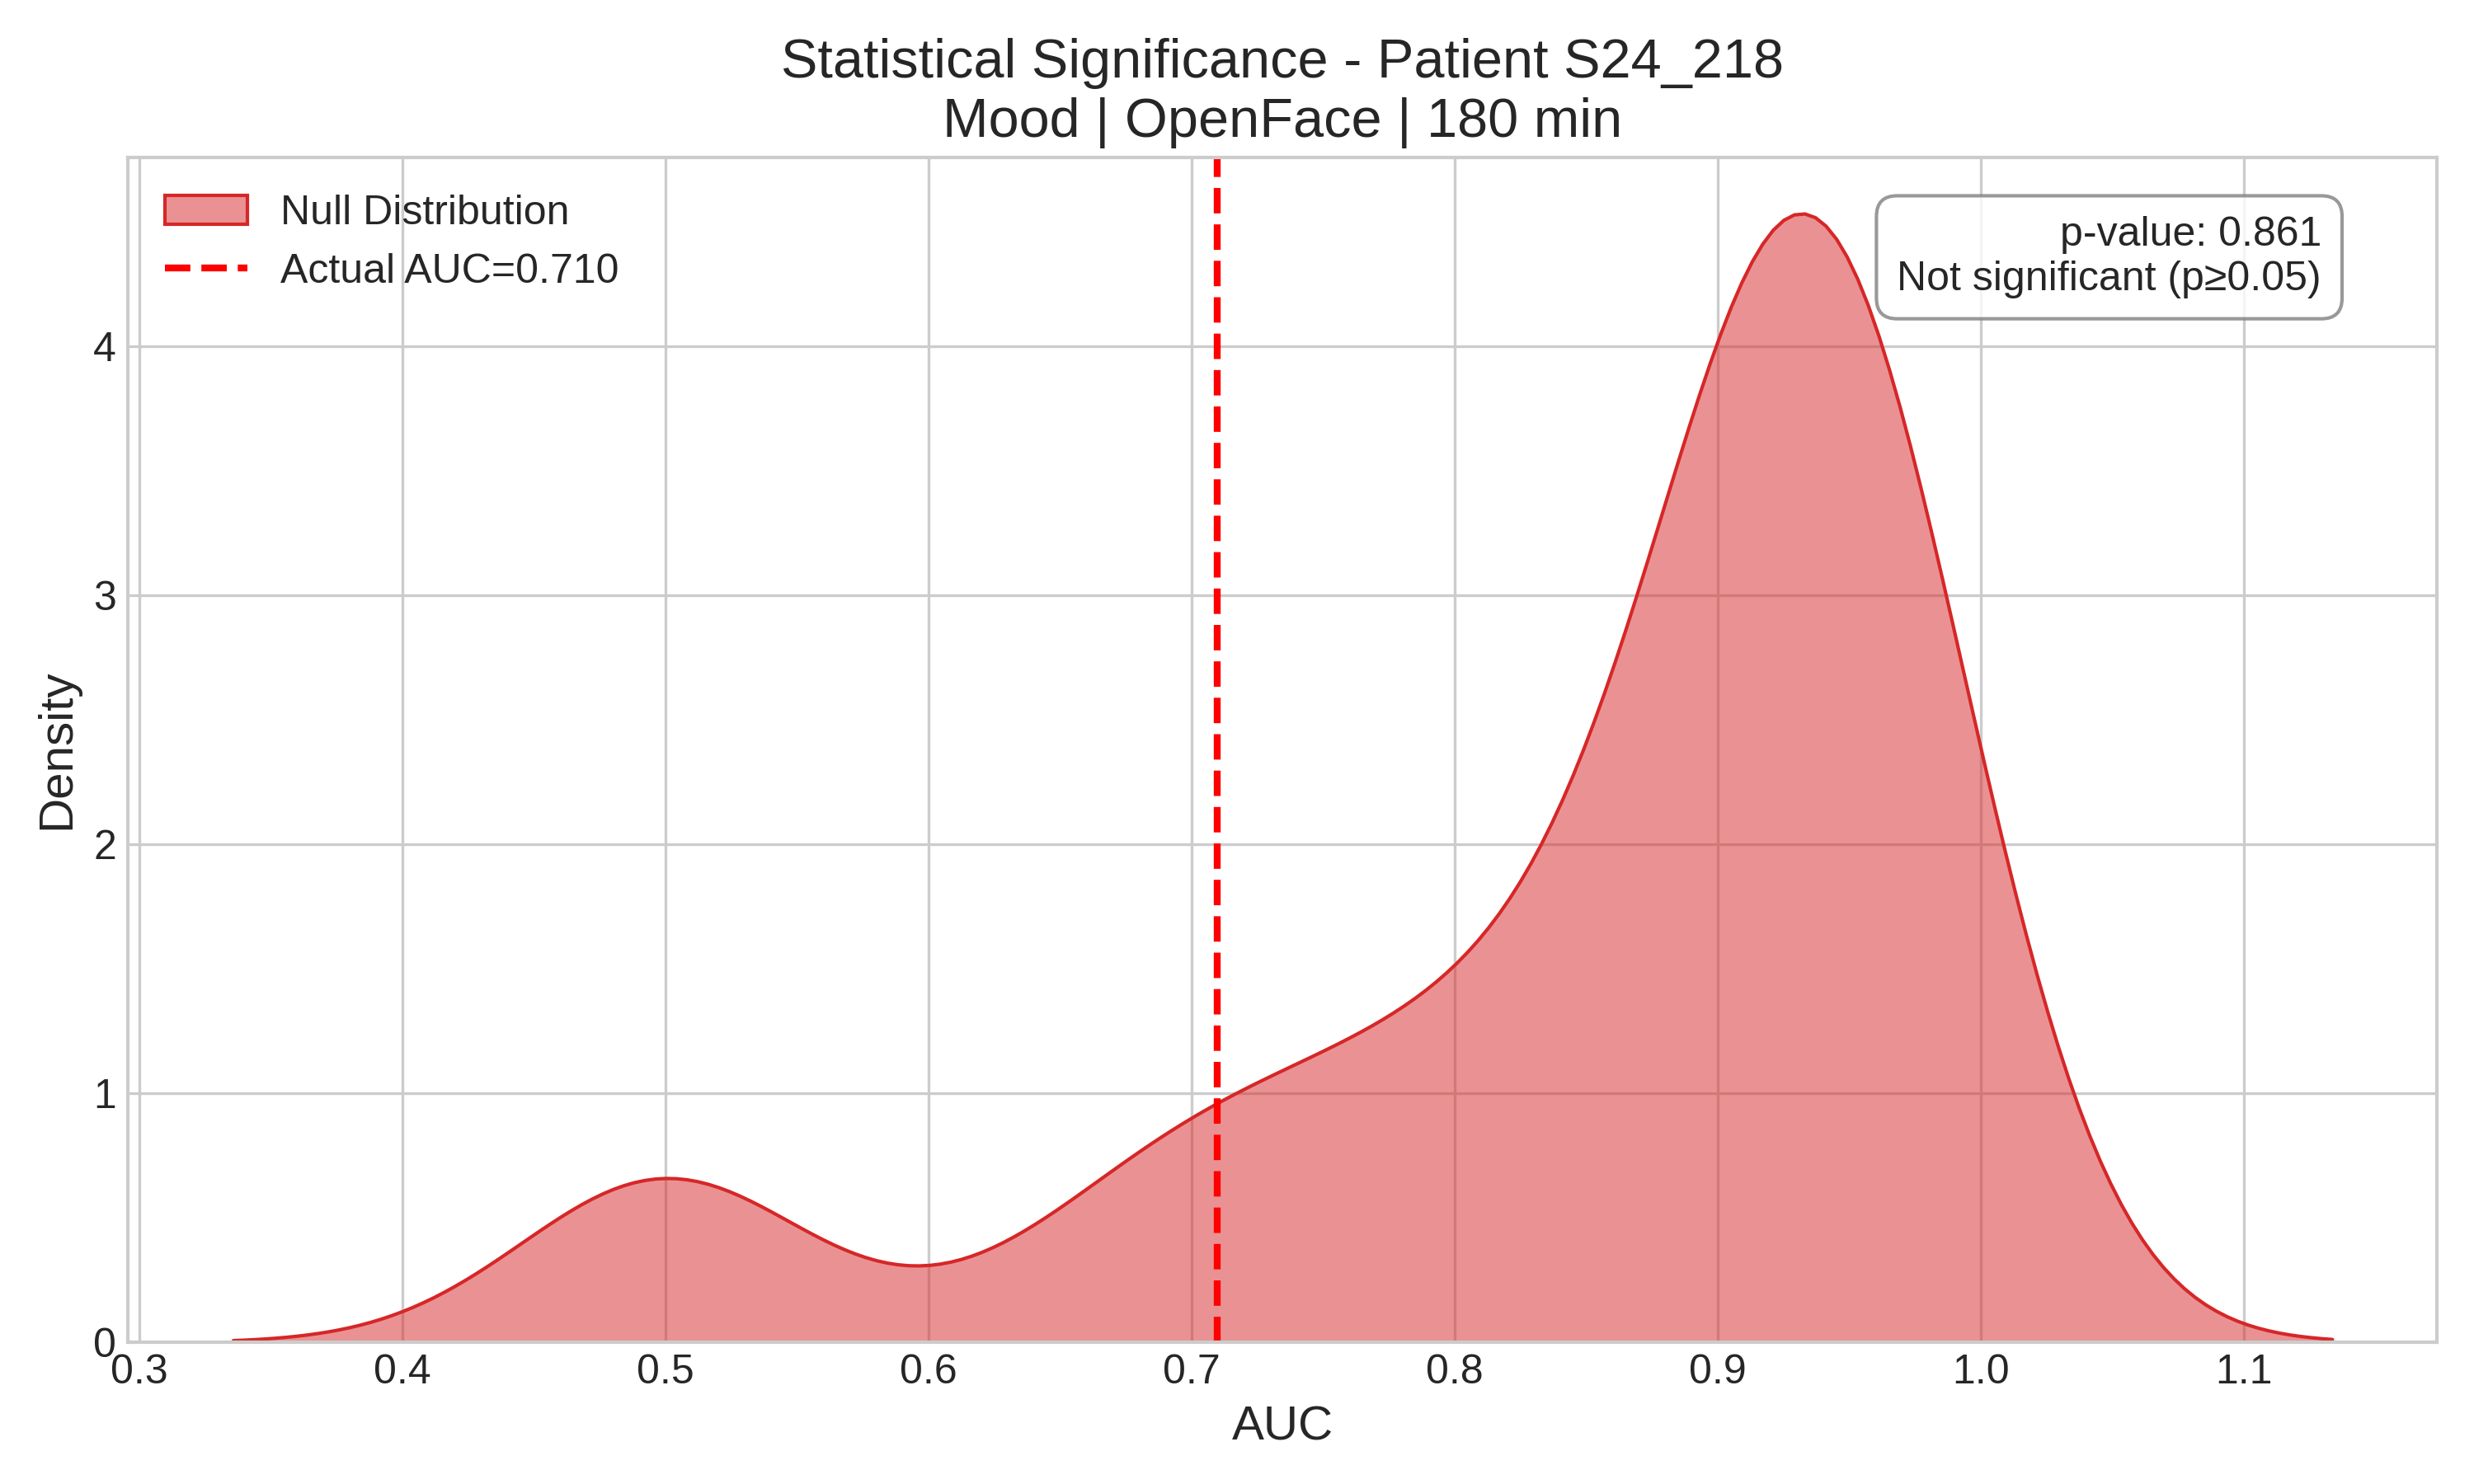 Statistical Significance - Patient S24_218
Mood | OpenFace | 180 min
Null Distribution
Actual AUC=0.710
p-value: 0.861
Not significant (p≥0.05)
Density
4
3
2
1
0
0.3 0.4 0.5 0.6 0.7 0.8 0.9 1.0 1.1
AUC